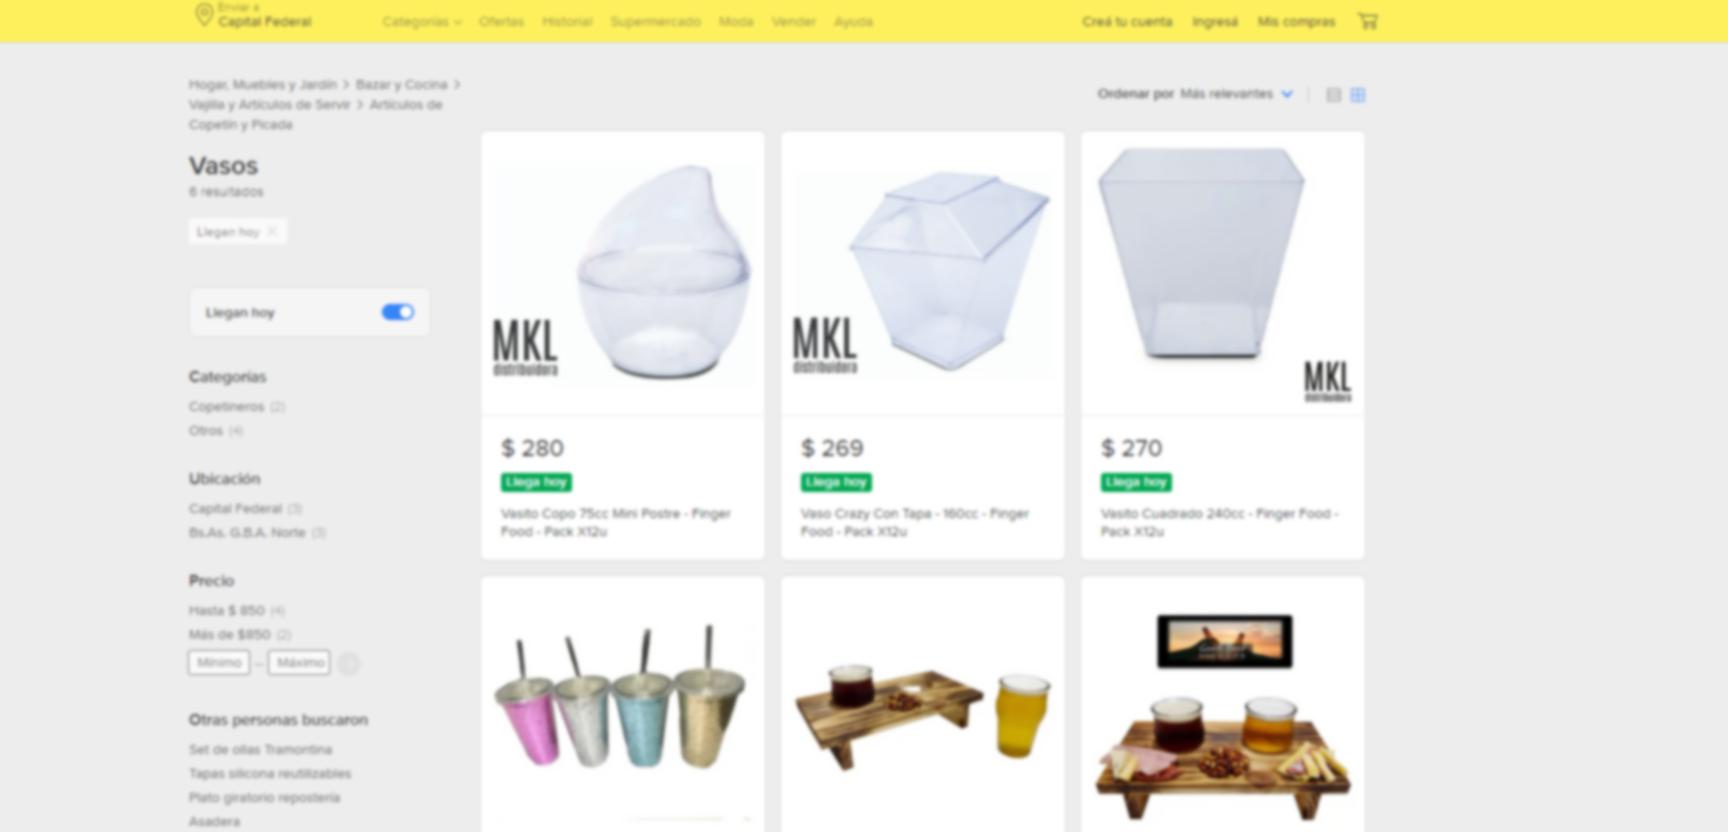 Enviar a
Capital Federal
Categorías Ofertas Historial Supermercado Moda Vender Ayuda
Creá tu cuenta Ingresá Mis compras
Hogar, Muebles y Jardín > Bazar y Cocina >
Vajilla y Artículos de Servir > Artículos de
Copetín y Picada
Vasos
6 resultados
Llegan hoy
Llegan hoy
Categorías
Copetineros (2)
Otros (4)
Ubicación
Capital Federal (3)
Bs.As. G.B.A. Norte (3)
Precio
Hasta $ 850 (4)
Más de $850 (2)
Mínimo – Máximo
Otras personas buscaron
Set de ollas Tramontina
Tapas silicona reutilizables
Plato giratorio repostería
Asadera
Ordenar por Más relevantes
MKL
distribuidora
$ 280
Llega hoy
Vasito Copo 75cc Mini Postre - Finger
Food - Pack X12u
MKL
distribuidora
$ 269
Llega hoy
Vaso Crazy Con Tapa - 160cc - Finger
Food - Pack X12u
MKL
distribuidora
$ 270
Llega hoy
Vasito Cuadrado 240cc - Finger Food -
Pack X12u